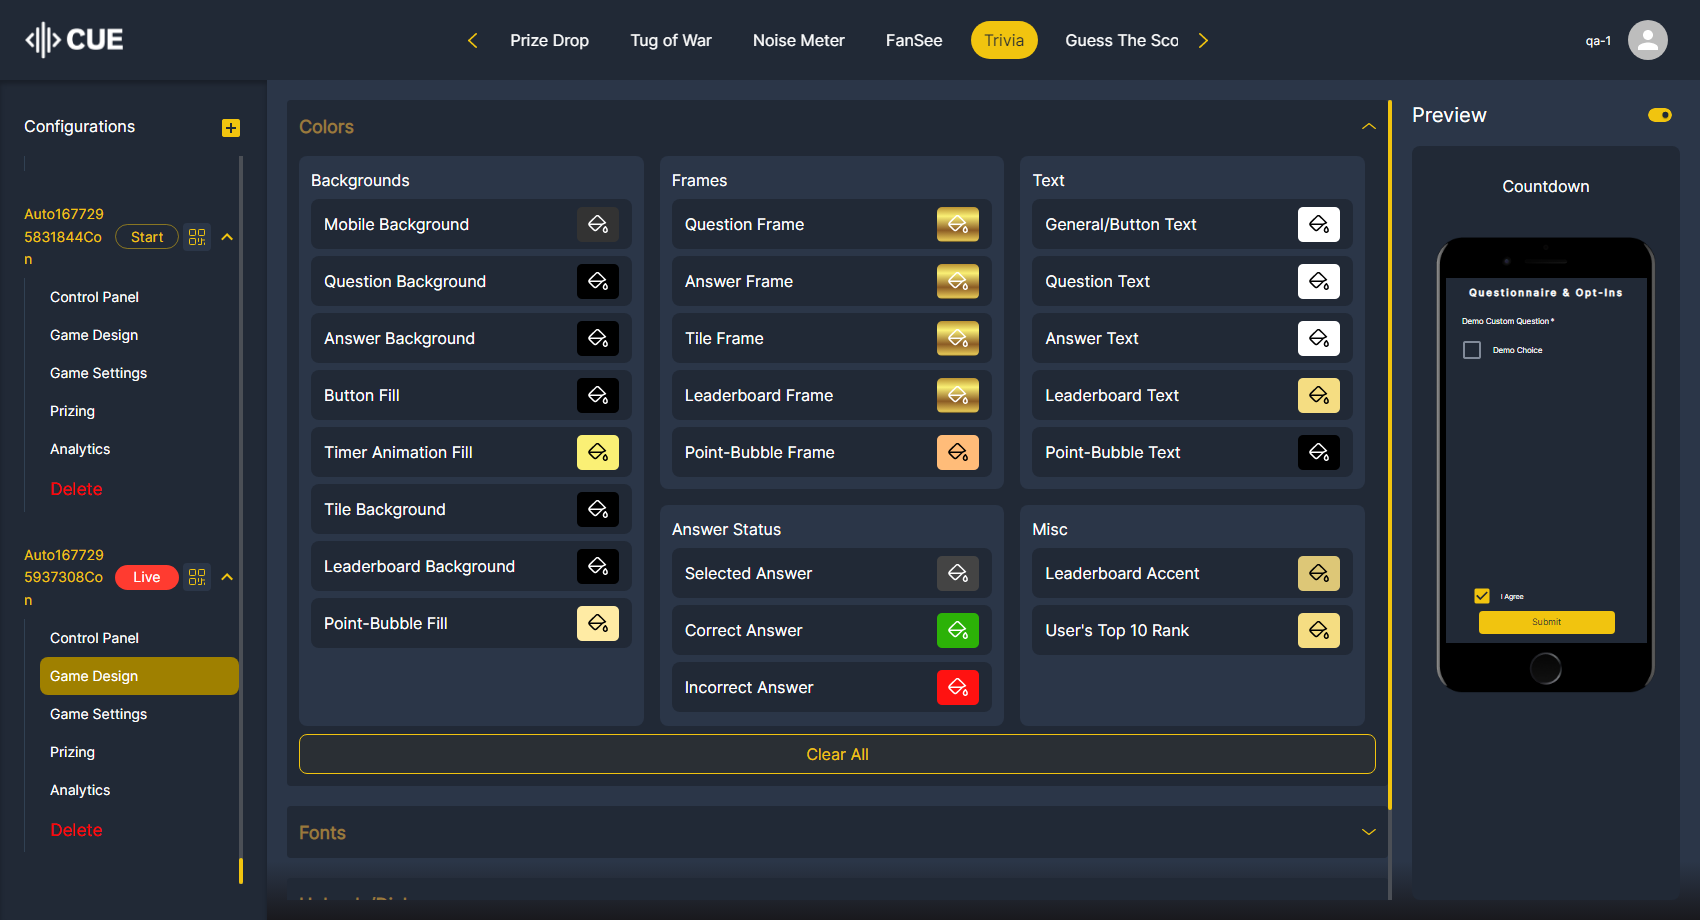 CUE
Prize Drop
Tug of War
Noise Meter
FanSee
Trivia
Guess The Sco
qa-1
Configurations
Auto167729
5831844Co
n
Start
Control Panel
Game Design
Game Settings
Prizing
Analytics
Delete
Auto167729
5937308Co
n
Live
Control Panel
Game Design
Game Settings
Prizing
Analytics
Delete
Colors
Backgrounds
Mobile Background
Question Background
Answer Background
Button Fill
Timer Animation Fill
Tile Background
Leaderboard Background
Point-Bubble Fill
Frames
Question Frame
Answer Frame
Tile Frame
Leaderboard Frame
Point-Bubble Frame
Text
General/Button Text
Question Text
Answer Text
Leaderboard Text
Point-Bubble Text
Answer Status
Selected Answer
Correct Answer
Incorrect Answer
Misc
Leaderboard Accent
User's Top 10 Rank
Clear All
Fonts
Preview
Countdown
Questionnaire & Opt-Ins
Demo Custom Question *
Demo Choice
I Agree
Submit